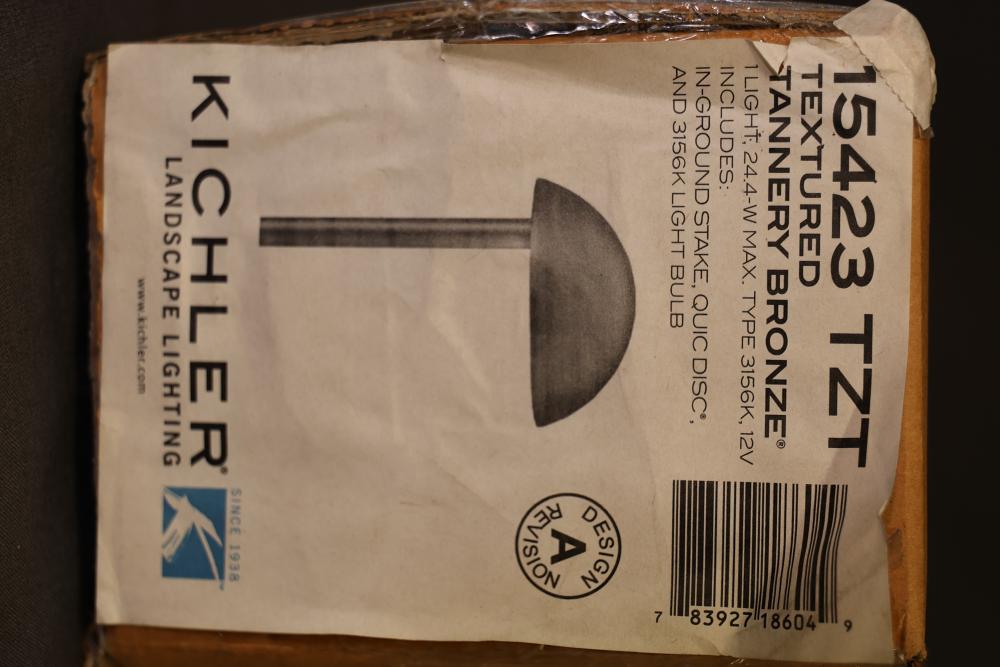 15423 TZT
TEXTURED
TANNERY BRONZE®
1 LIGHT, 24.4-W MAX. TYPE 3156K, 12V
INCLUDES:
IN-GROUND STAKE, QUIC DISC®,
AND 3156K LIGHT BULB
7 83927 18604 9
DESIGN
A
REVISION
KICHLER®
LANDSCAPE LIGHTING
SINCE 1938
www.kichler.com